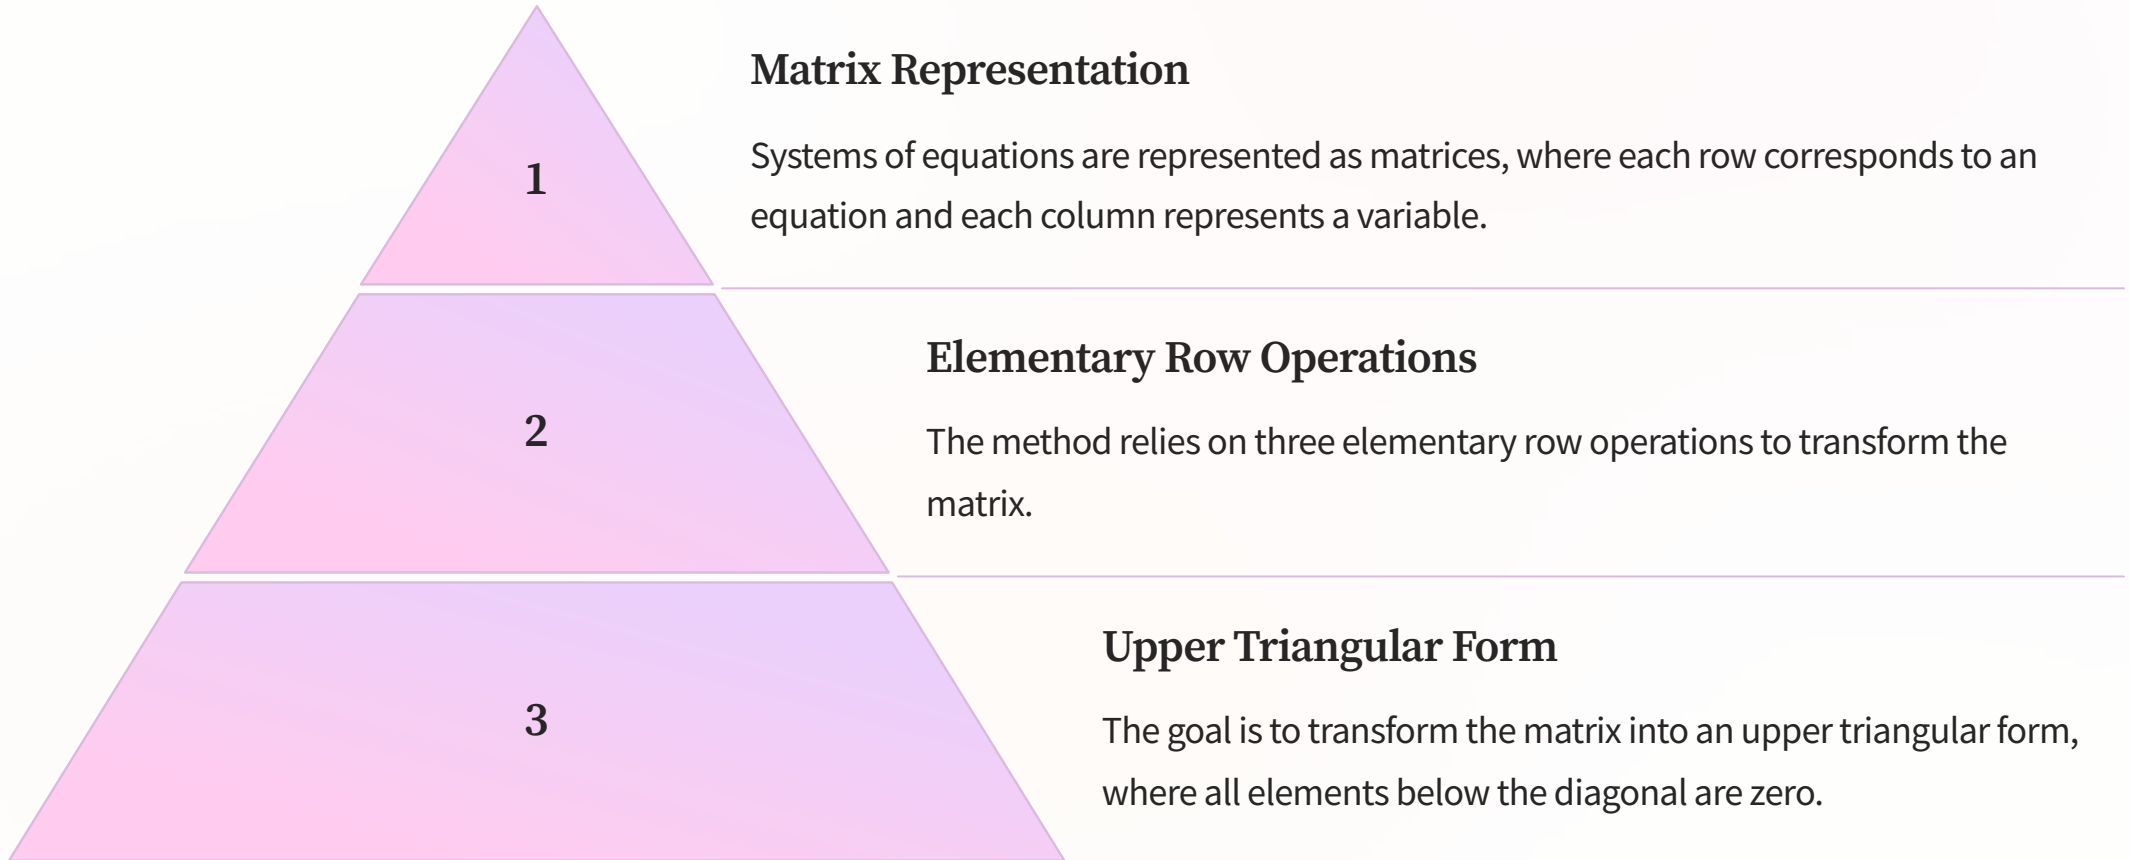 1
Matrix Representation
Systems of equations are represented as matrices, where each row corresponds to an
equation and each column represents a variable.
2
Elementary Row Operations
The method relies on three elementary row operations to transform the
matrix.
3
Upper Triangular Form
The goal is to transform the matrix into an upper triangular form,
where all elements below the diagonal are zero.